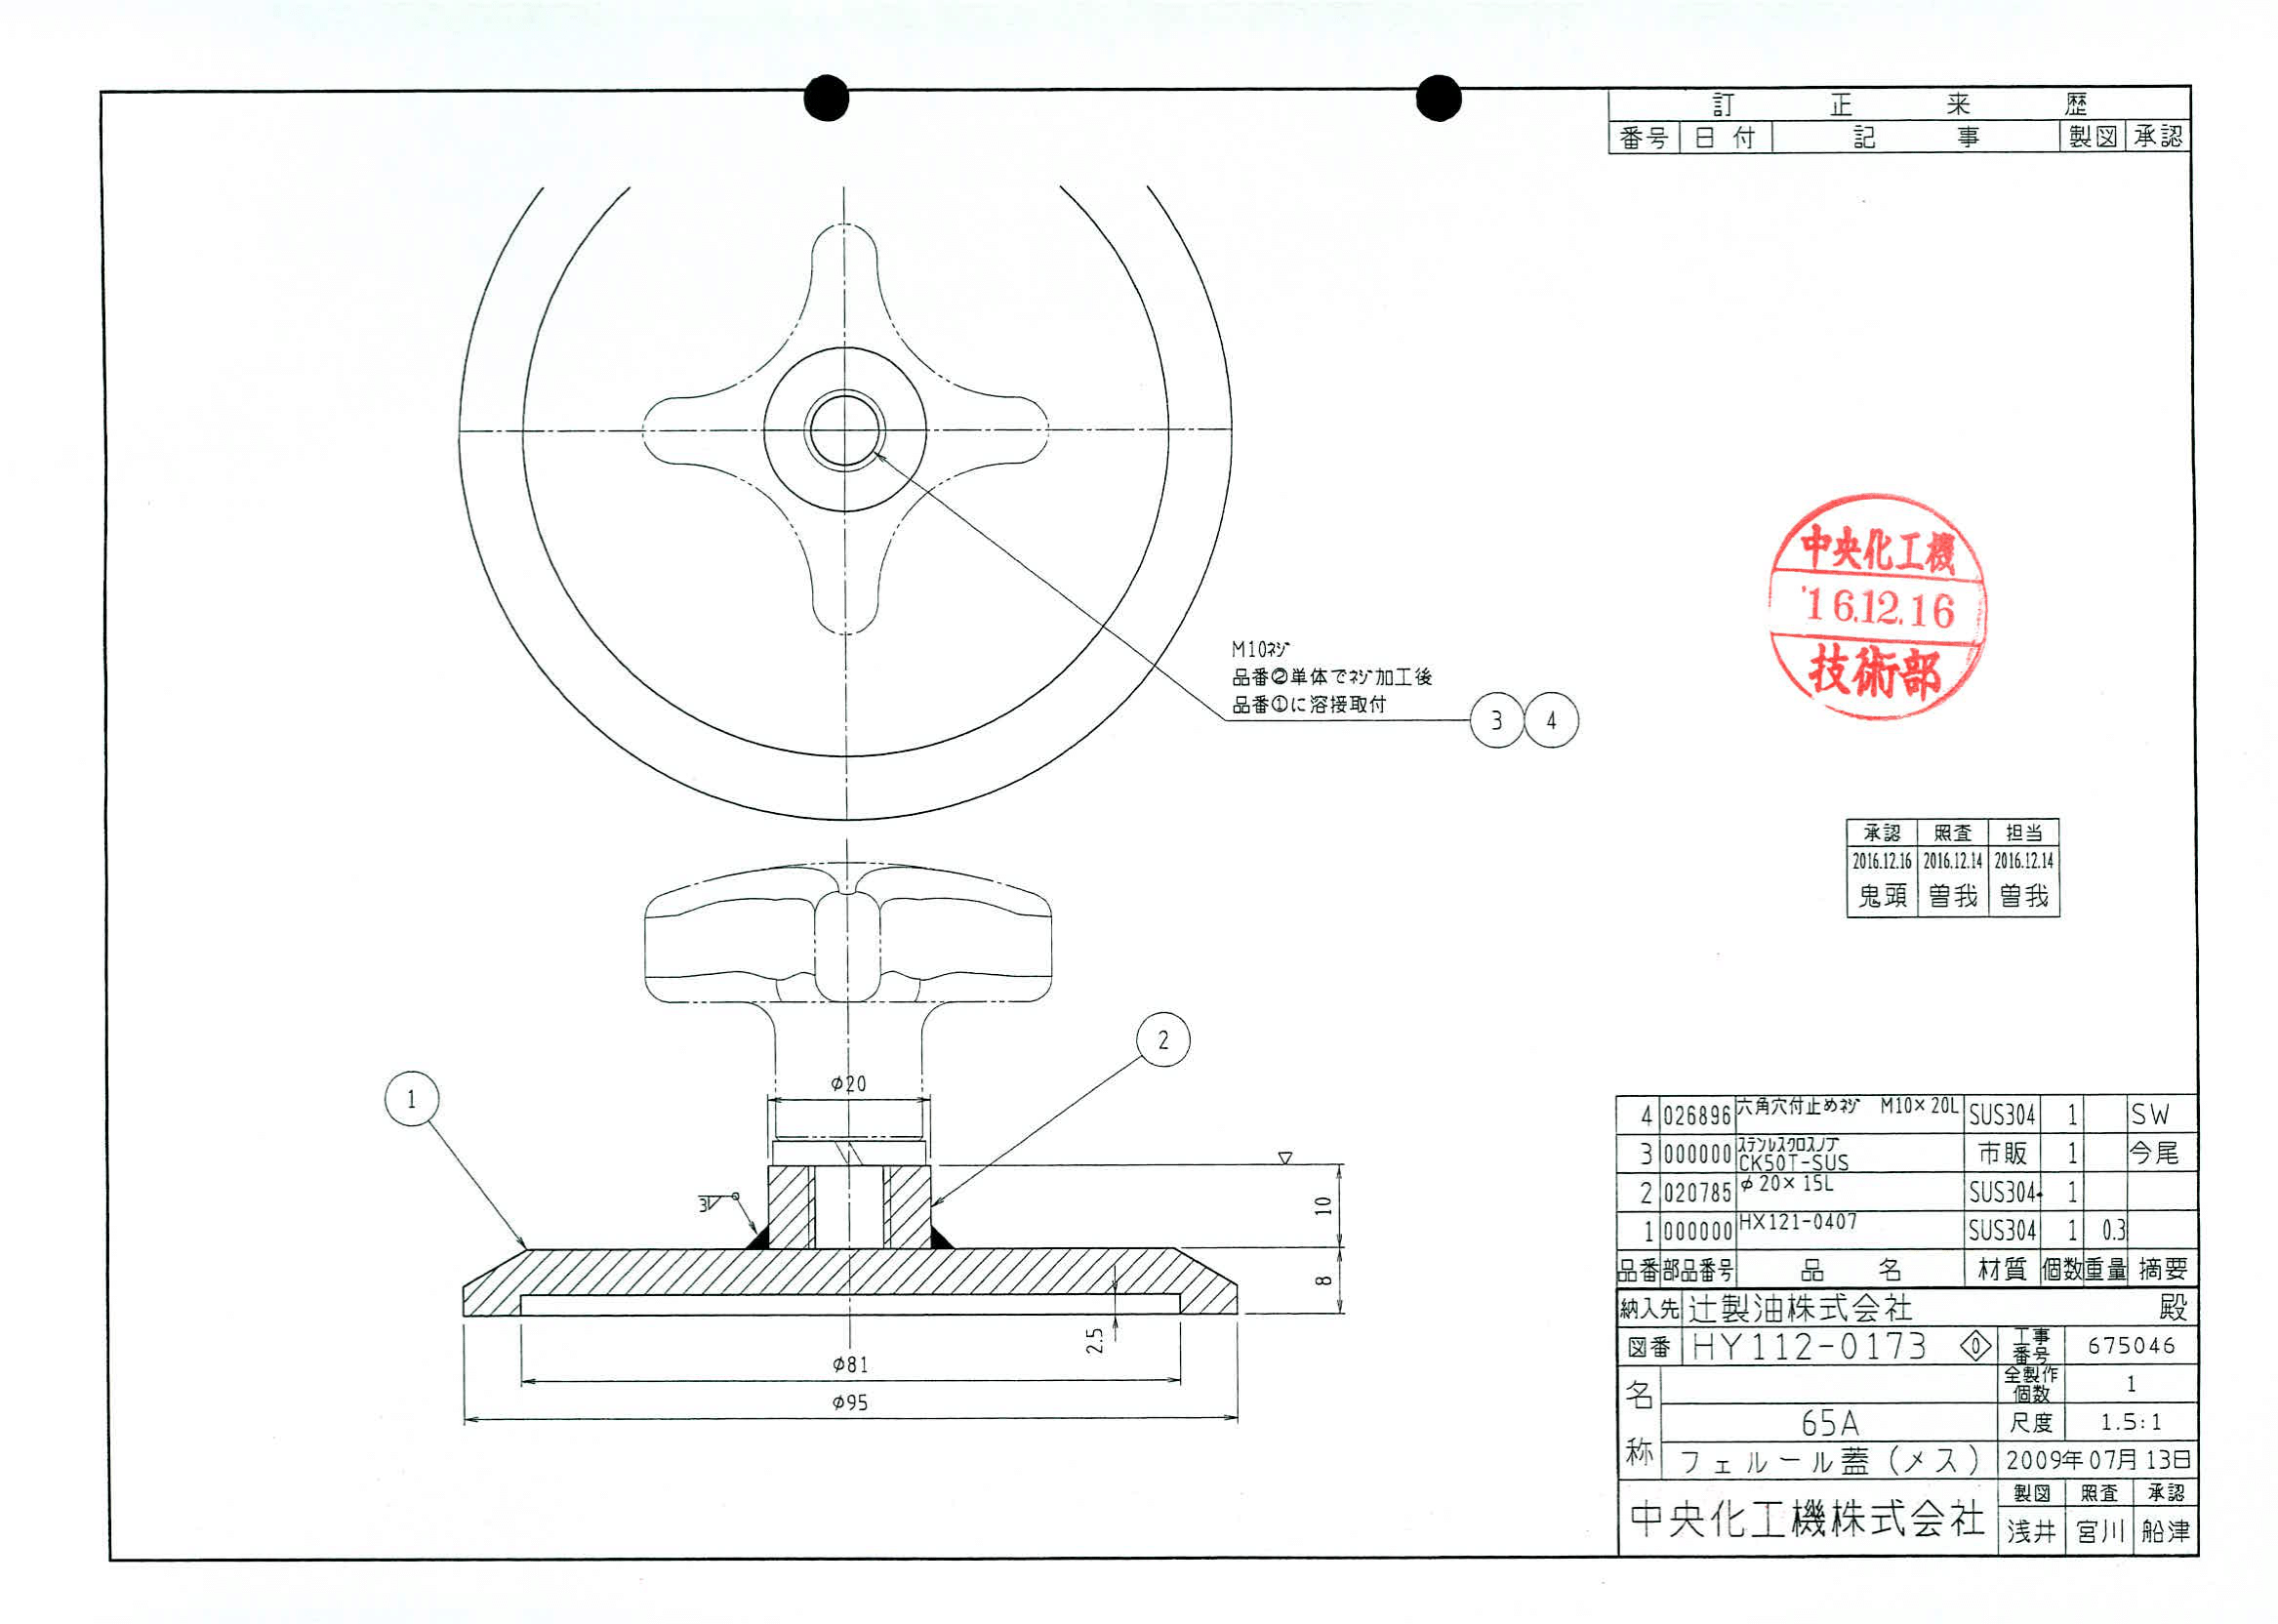 訂正来歴
番号 日付 記事 製図 承認
中央化工機
'16.12.16
技術部
M10ネジ
品番②単体でネジ加工後
品番①に溶接取付
3 4
承認 照査 担当
2016.12.16 2016.12.14 2016.12.14
鬼頭 曽我 曽我
2
1
φ20
3
10
8
2.5
φ81
φ95
4 026896 六角穴付止めネジ M10×20L SUS304 1 SW
3 000000 ステンレスクロスノブ CK50T-SUS 市販 1 今尾
2 020785 φ20×15L SUS304 1
1 000000 HX121-0407 SUS304 1 0.3
品番 部品番号 品名 材質 個数 重量 摘要
納入先 辻製油株式会社 殿
図番 HY112-0173 0 工事番号 675046
名称 全製作個数 1
65A 尺度 1.5:1
フェルール蓋(メス) 2009年07月13日
中央化工機株式会社 製図 照査 承認
浅井 宮川 船津